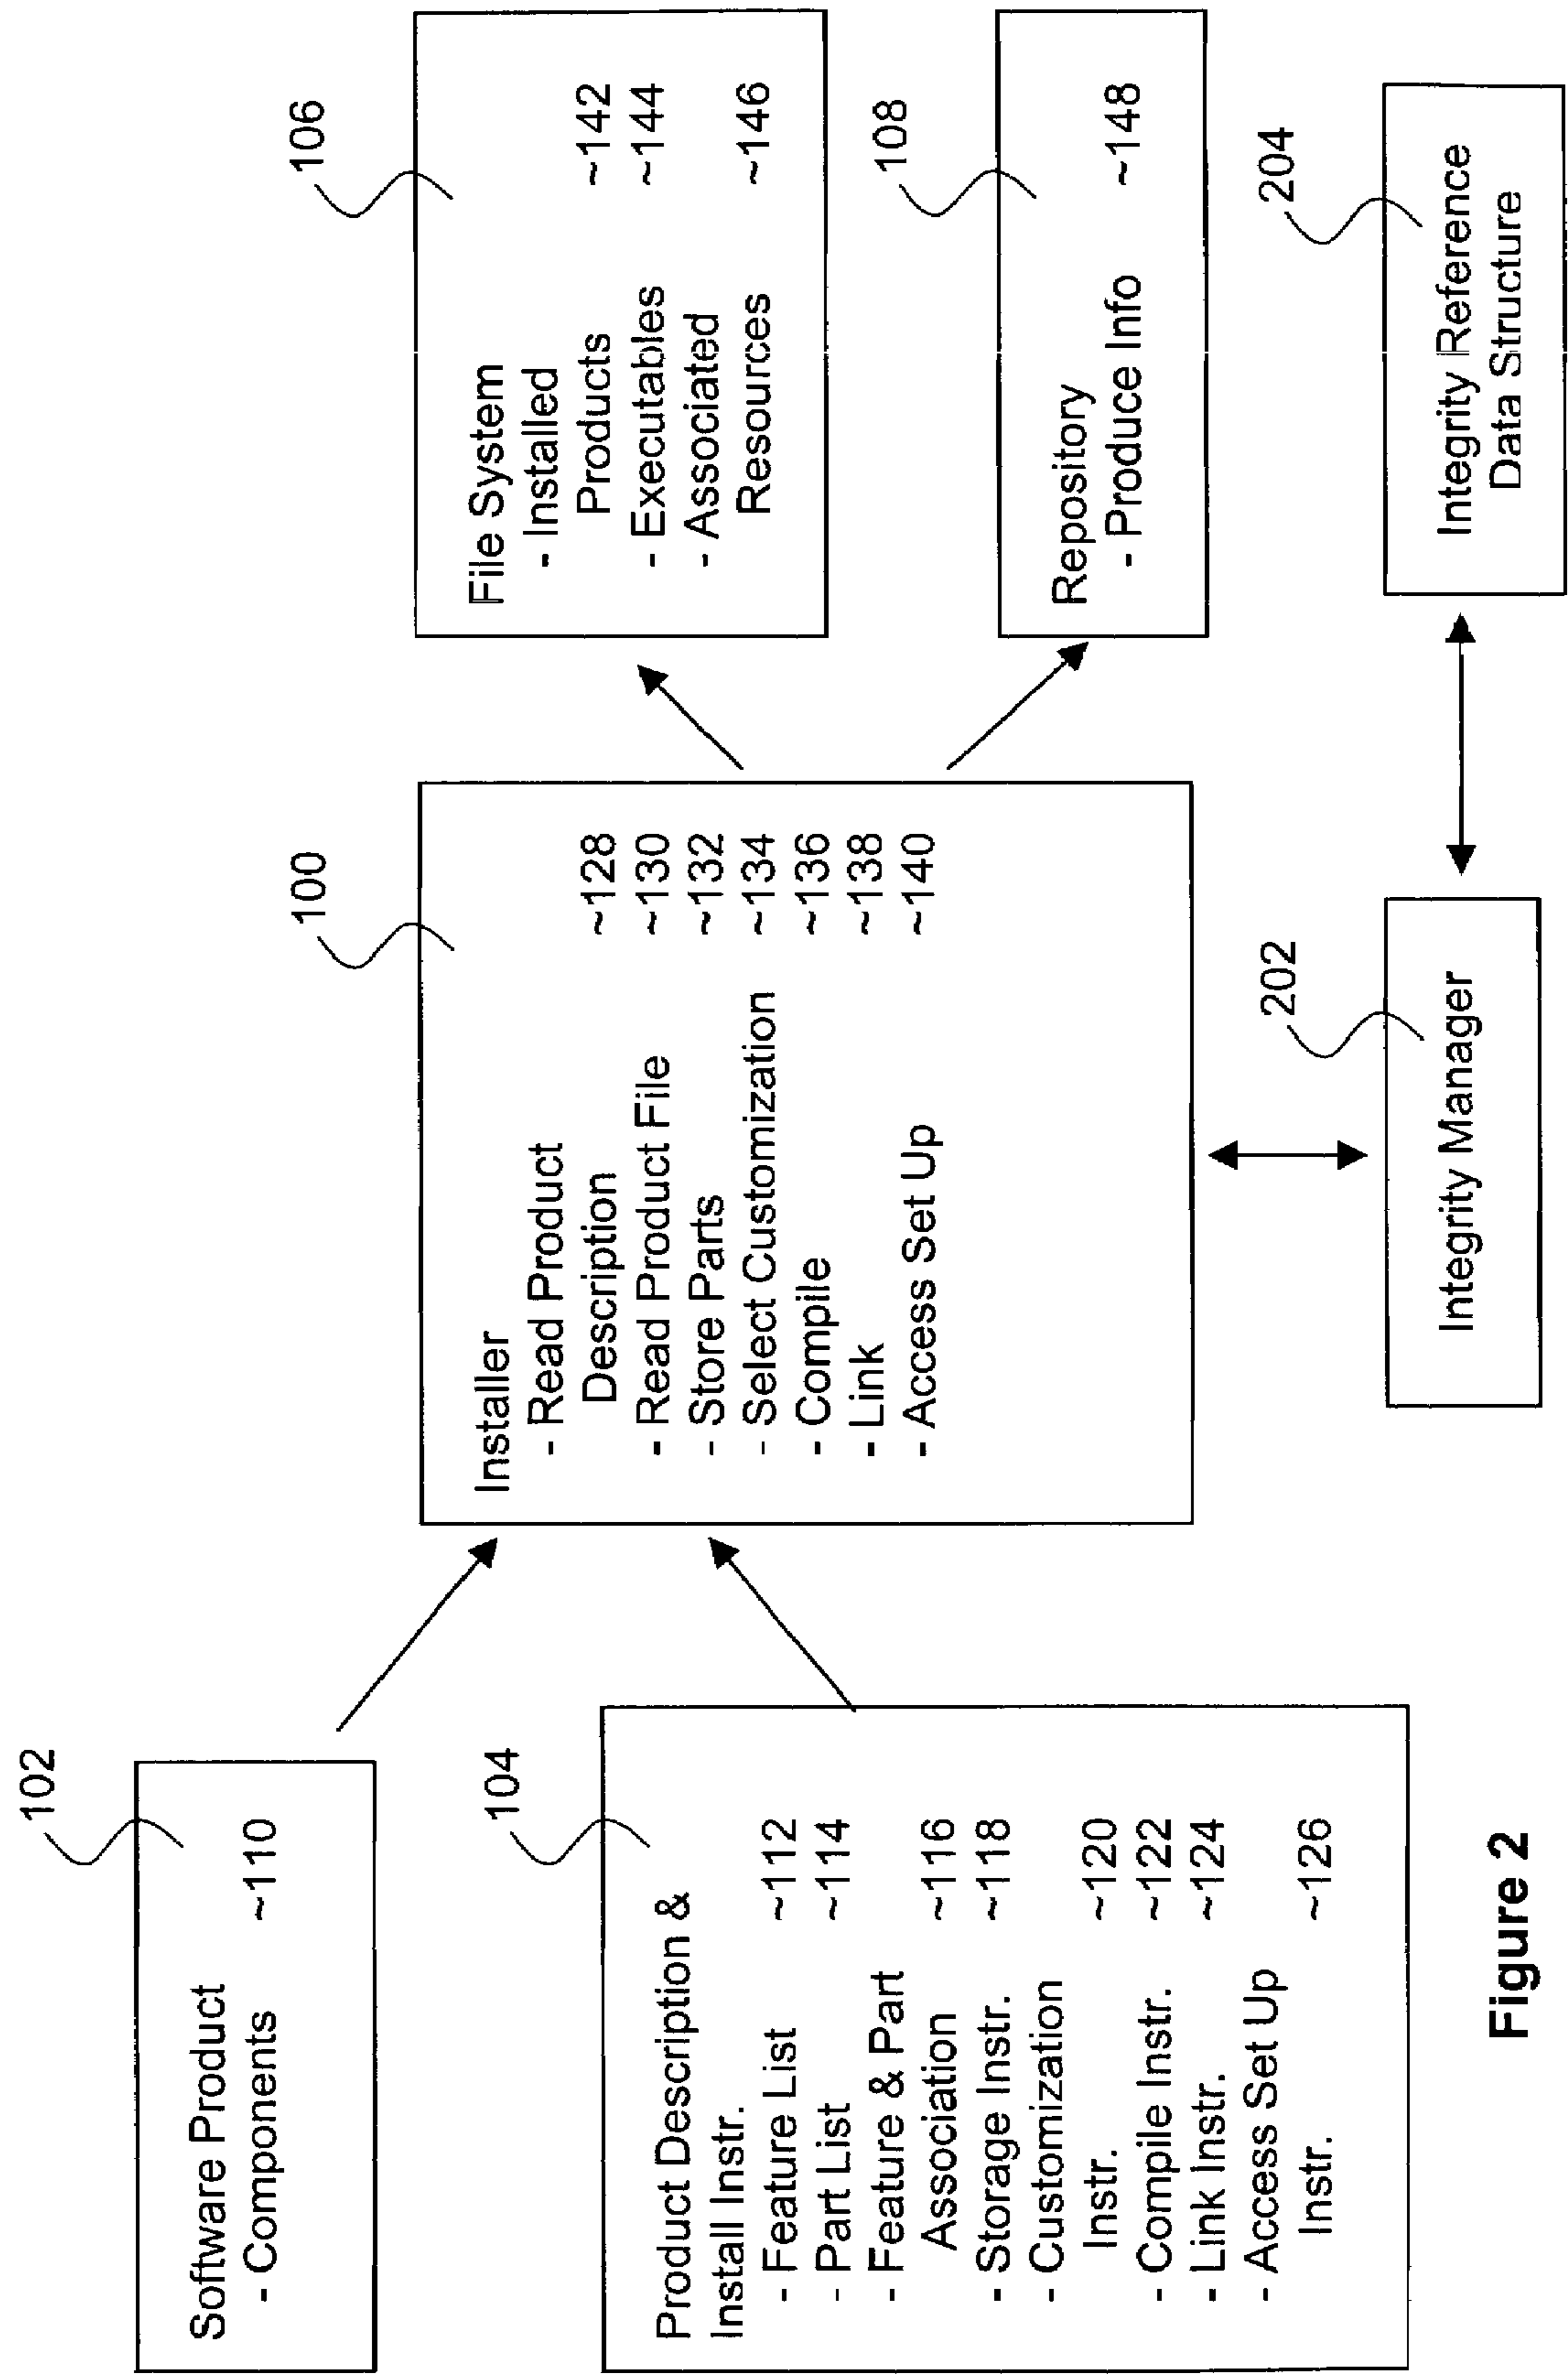 102
Software Product
- Components ~110
104
Product Description &
Install Instr.
- Feature List ~112
- Part List ~114
- Feature & Part
Association ~116
- Storage Instr. ~118
- Customization
Instr. ~120
- Compile Instr. ~122
- Link Instr. ~124
- Access Set Up
Instr. ~126
100
Installer
- Read Product
Description ~128
- Read Product File ~130
- Store Parts ~132
- Select Customization ~134
- Compile ~136
- Link ~138
- Access Set Up ~140
106
File System
- Installed
Products ~142
- Executables ~144
- Associated
Resources ~146
108
Repository
- Produce Info ~148
202
Integrity Manager
204
Integrity Reference
Data Structure
Figure 2